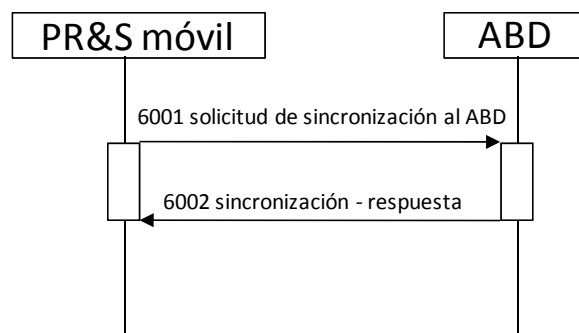 PR&S móvil
ABD
6001 solicitud de sincronización al ABD
6002 sincronización - respuesta